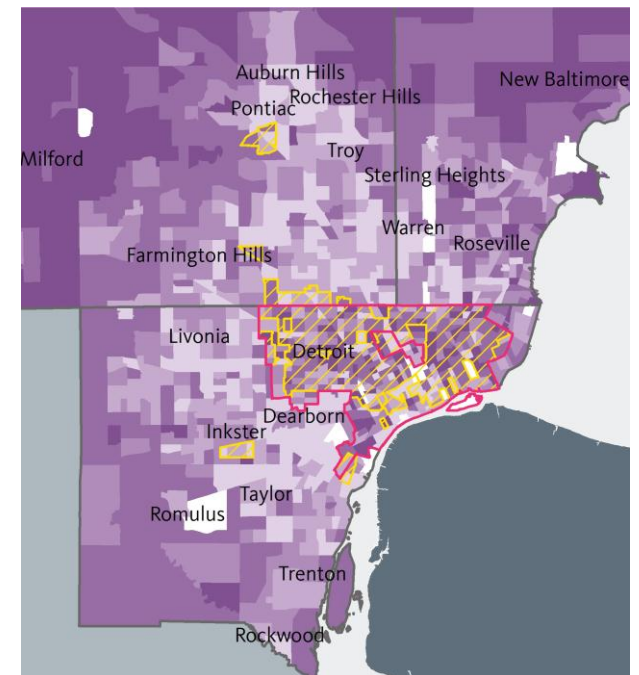 Auburn Hills
New Baltimore
Rochester Hills
Pontiac
Troy
Milford
Sterling Heights
Warren
Roseville
Farmington Hills
Livonia
Detroit
Dearborn
Inkster
Taylor
Romulus
Trenton
Rockwood